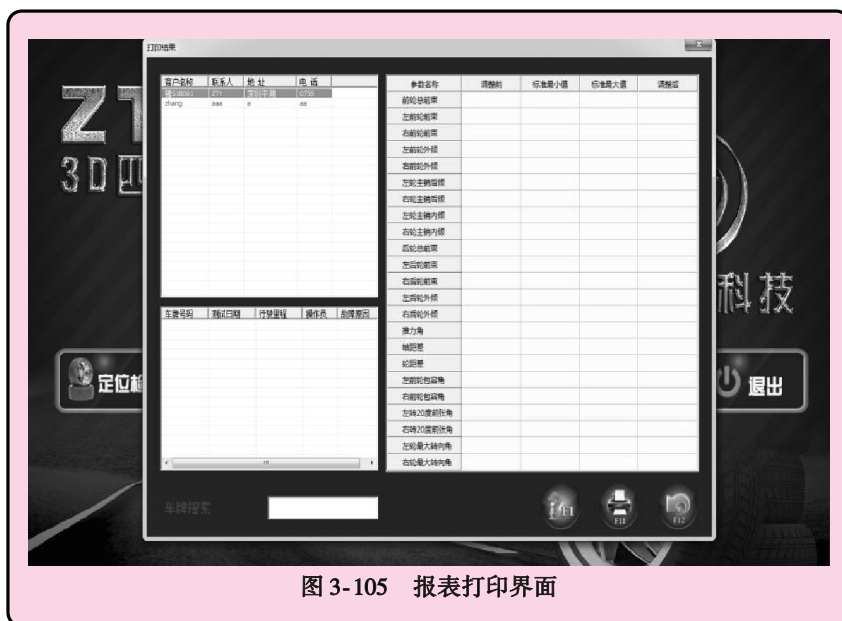 打印结果
ZT
3D四
科技
定位检
退出
客户名称 联系人 地址 电话
ZTY 0755
zhang aaa a aa
车牌号码 测试日期 行驶里程 操作员 故障原因
参数名称 调整前 标准最小值 标准最大值 调整后
前轮总前束
左前轮前束
右前轮前束
左前轮外倾
右前轮外倾
左轮主销后倾
右轮主销后倾
左轮主销内倾
右轮主销内倾
后轮总前束
左后轮前束
右后轮前束
左后轮外倾
右后轮外倾
推力角
轴距差
轮距差
左前轮包容角
右前轮包容角
左转20度前张角
右转20度前张角
左轮最大转向角
右轮最大转向角
车牌搜索
F1
F11
F12
图 3-105 报表打印界面